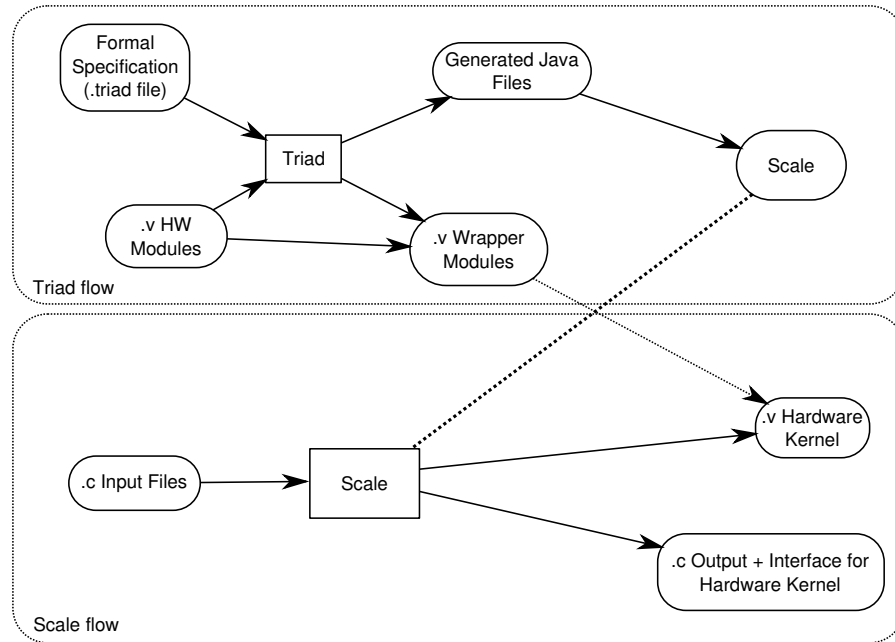 Formal
Specification
(.triad file)
Generated Java
Files
Triad
Scale
.v HW
Modules
.v Wrapper
Modules
Triad flow
.v Hardware
Kernel
.c Input Files
Scale
.c Output + Interface for
Hardware Kernel
Scale flow